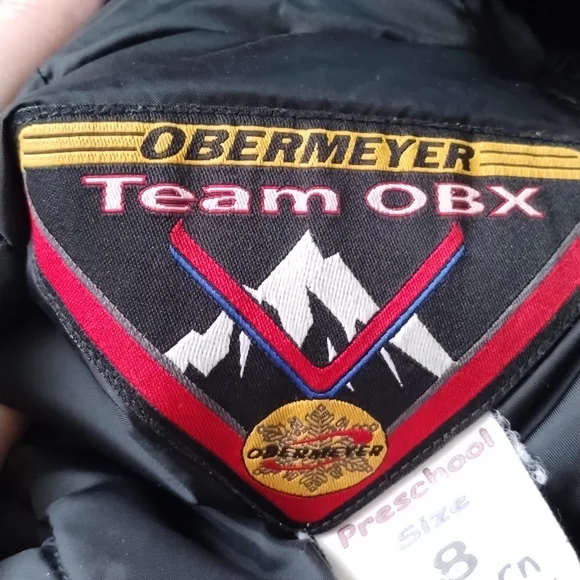 OBERMEYER
Team OBX
OBERMEYER
Preschool
Size
8